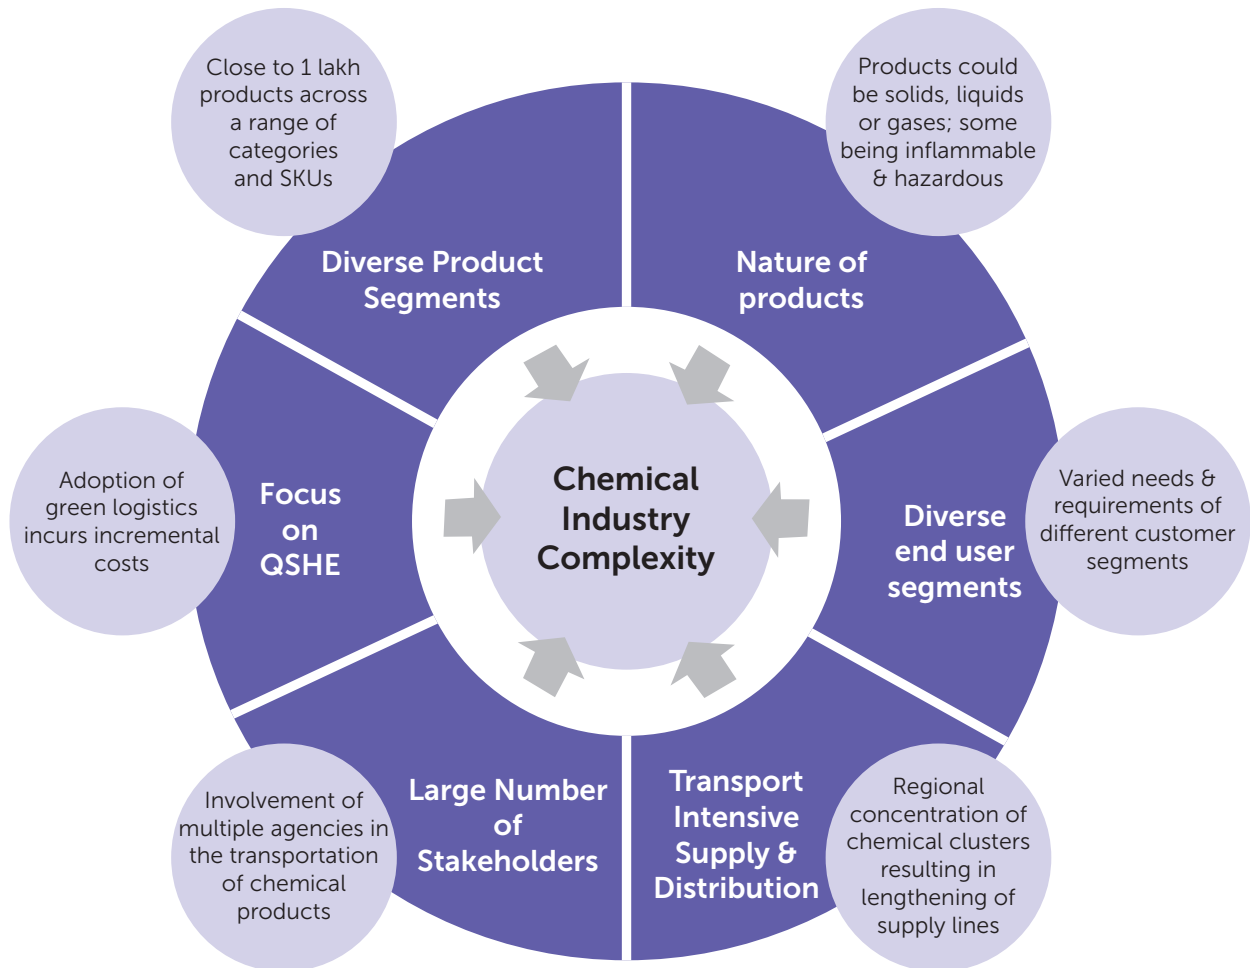 Close to 1 lakh
products across
a range of
categories
and SKUs
Products could
be solids, liquids
or gases; some
being inflammable
& hazardous
Diverse Product
Segments
Nature of
products
Adoption of
green logistics
incurs incremental
costs
Focus
on
QSHE
Chemical
Industry
Complexity
Diverse
end user
segments
Varied needs &
requirements of
different customer
segments
Involvement of
multiple agencies in
the transportation
of chemical
products
Large Number
of
Stakeholders
Transport
Intensive
Supply &
Distribution
Regional
concentration of
chemical clusters
resulting in
lengthening of
supply lines